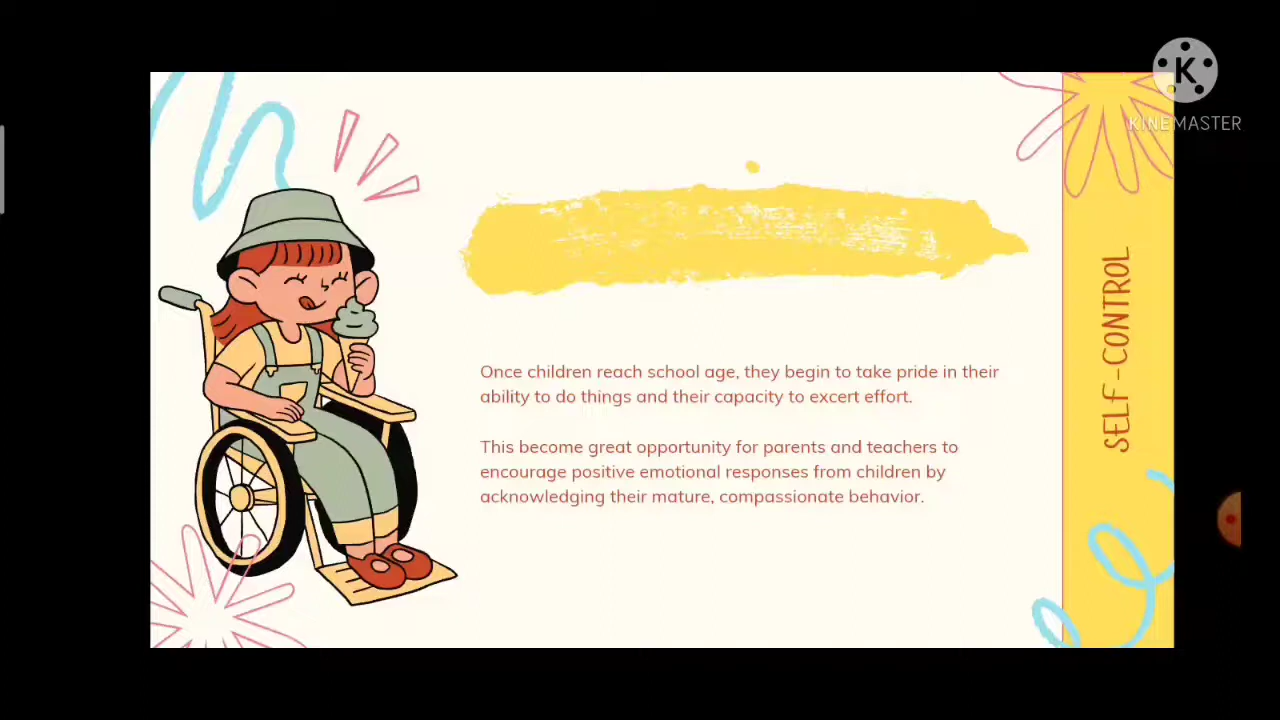 K
KINEMASTER
Once children reach school age, they begin to take pride in their
ability to do things and their capacity to excert effort.
This become great opportunity for parents and teachers to
encourage positive emotional responses from children by
acknowledging their mature, compassionate behavior.
SELF-CONTROL